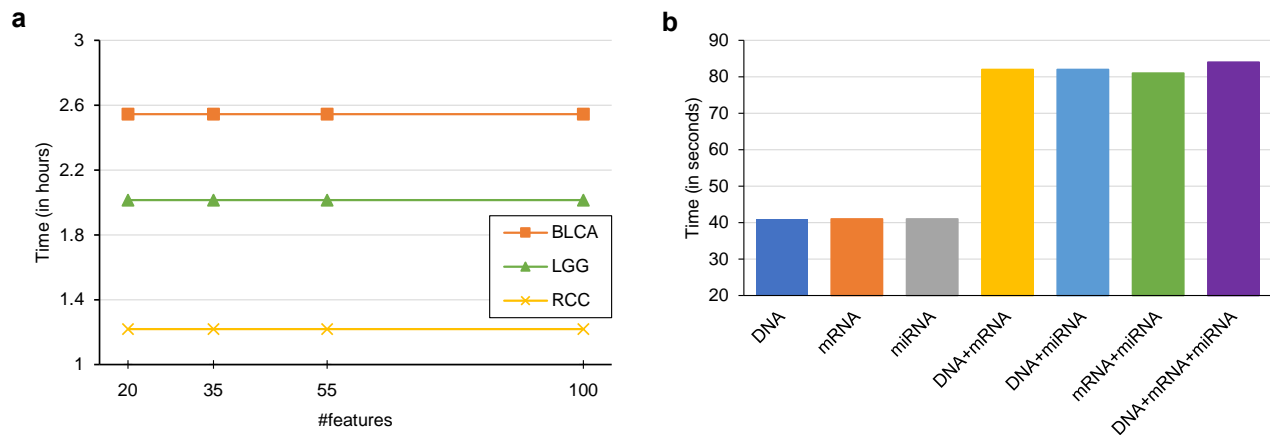 a
Time (in hours)
3
2.6
2.2
1.8
1.4
1
20 35 55 100
#features
BLCA
LGG
RCC
b
Time (in seconds)
90
80
70
60
50
40
30
20
DNA
mRNA
miRNA
DNA+mRNA
DNA+miRNA
mRNA+miRNA
DNA+mRNA+miRNA